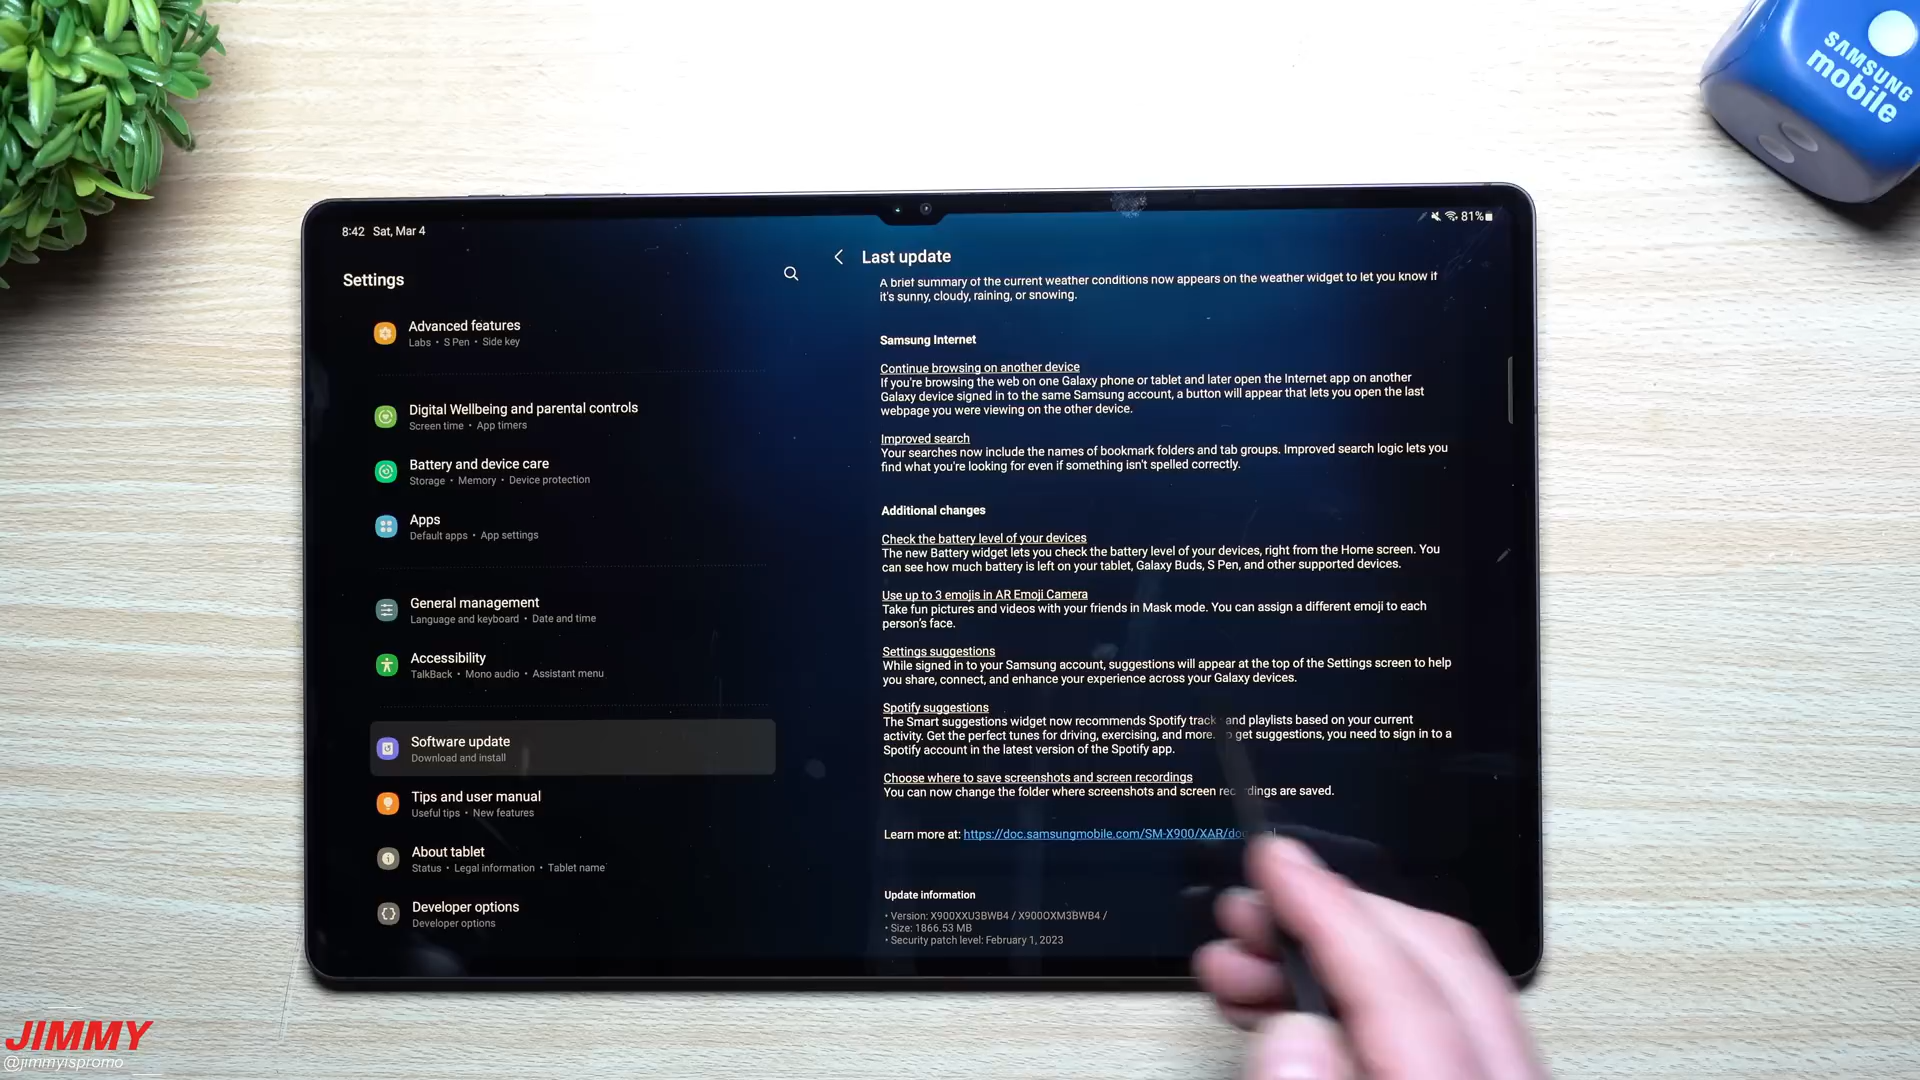 SAMSUNG
mobile
8:42 Sat, Mar 4
81%
Settings
Advanced features
Labs • S Pen • Side key
Digital Wellbeing and parental controls
Screen time • App timers
Battery and device care
Storage • Memory • Device protection
Apps
Default apps • App settings
General management
Language and keyboard • Date and time
Accessibility
TalkBack • Mono audio • Assistant menu
Software update
Download and install
Tips and user manual
Useful tips • New features
About tablet
Status • Legal information • Tablet name
Developer options
Developer options
Last update
A brief summary of the current weather conditions now appears on the weather widget to let you know if
it's sunny, cloudy, raining, or snowing.
Samsung Internet
Continue browsing on another device
If you're browsing the web on one Galaxy phone or tablet and later open the Internet app on another
Galaxy device signed in to the same Samsung account, a button will appear that lets you open the last
webpage you were viewing on the other device.
Improved search
Your searches now include the names of bookmark folders and tab groups. Improved search logic lets you
find what you're looking for even if something isn't spelled correctly.
Additional changes
Check the battery level of your devices
The new Battery widget lets you check the battery level of your devices, right from the Home screen. You
can see how much battery is left on your tablet, Galaxy Buds, S Pen, and other supported devices.
Use up to 3 emojis in AR Emoji Camera
Take fun pictures and videos with your friends in Mask mode. You can assign a different emoji to each
person's face.
Settings suggestions
While signed in to your Samsung account, suggestions will appear at the top of the Settings screen to help
you share, connect, and enhance your experience across your Galaxy devices.
Spotify suggestions
The Smart suggestions widget now recommends Spotify track and playlists based on your current
activity. Get the perfect tunes for driving, exercising, and more. get suggestions, you need to sign in to a
Spotify account in the latest version of the Spotify app.
Choose where to save screenshots and screen recordings
You can now change the folder where screenshots and screen recordings are saved.
Learn more at: https://doc.samsungmobile.com/SM-X900/XAR/do
Update information
• Version: X900XXU3BWB4 / X900OXM3BWB4 /
• Size: 1866.53 MB
• Security patch level: February 1, 2023
JIMMY
@jimmyispromo